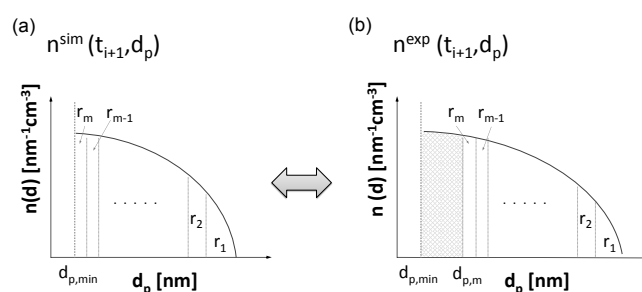 (a)
n^sim (t_i+1,d_p)
n(d) [nm^-1cm^-3]
r_m
r_m-1
. . . . .
r_2
r_1
d_p,min
d_p [nm]
(b)
n^exp (t_i+1,d_p)
n (d) [nm^-1cm^-3]
r_m
r_m-1
. . . . .
r_2
r_1
d_p,min
d_p,m
d_p [nm]